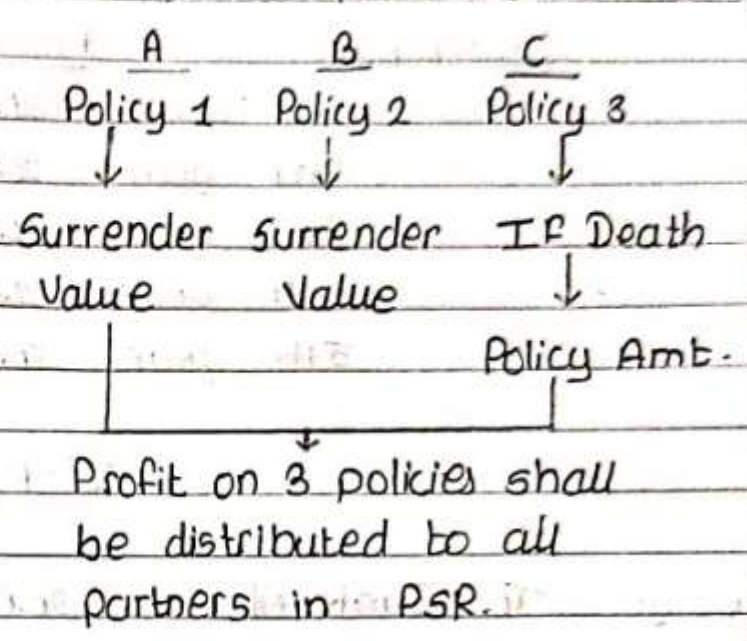 A B C
Policy 1 Policy 2 Policy 3
Surrender Surrender If Death
Value Value
Policy Amt.
Profit on 3 policies shall
be distributed to all
partners in PSR.